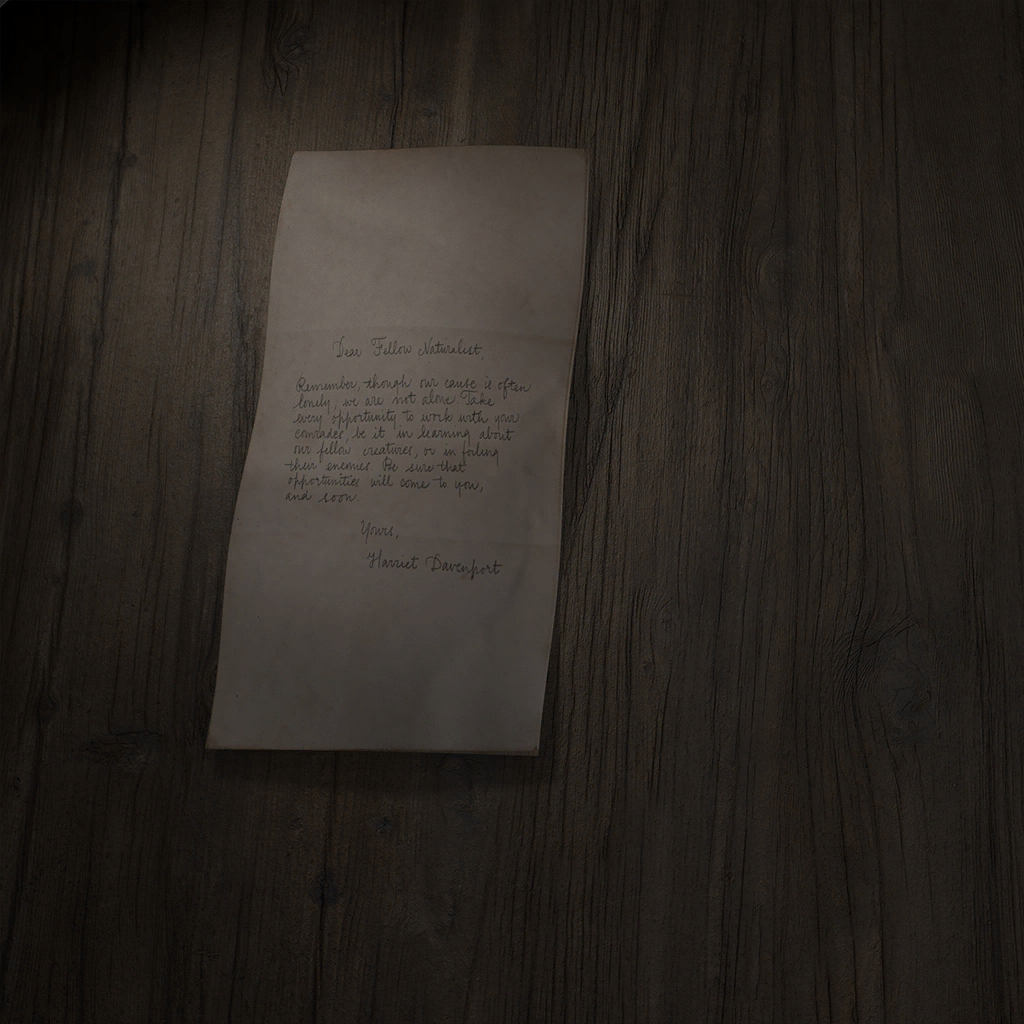 Dear Fellow Naturalist,
Remember, though our cause is often
lonely, we are not alone. Take
every opportunity to work with your
comrades, be it in learning about
our fellow creatures, or in foiling
their enemies. Be sure that
opportunities will come to you,
and soon.
Yours,
Harriet Davenport